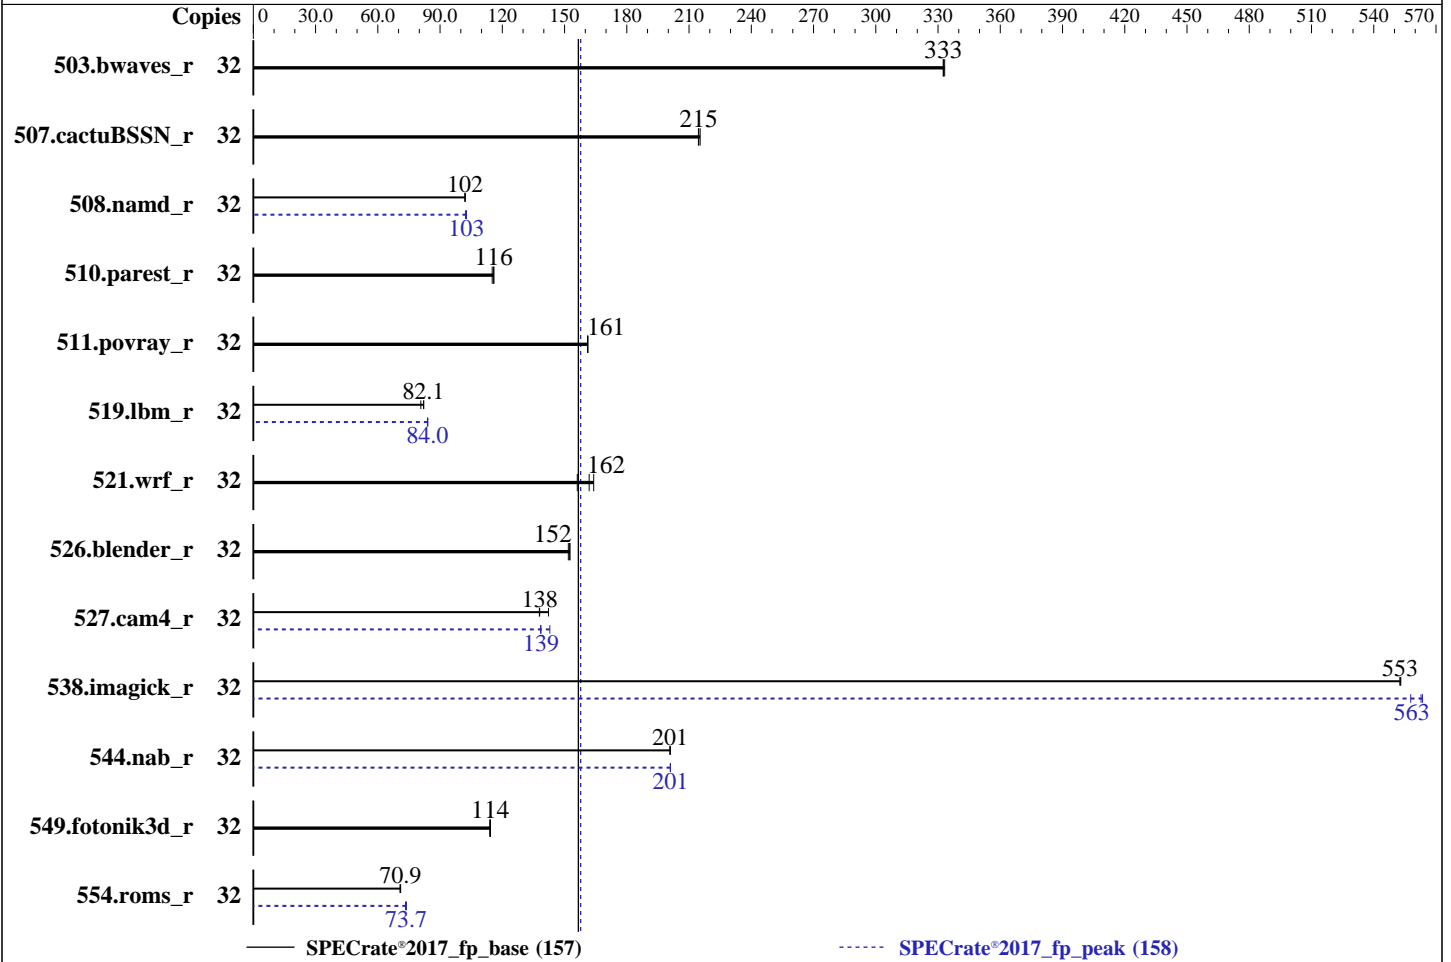 Copies 0 30.0 60.0 90.0 120 150 180 210 240 270 300 330 360 390 420 450 480 510 540 570
503.bwaves_r 32 333
507.cactuBSSN_r 32 215
508.namd_r 32 102
103
510.parest_r 32 116
511.povray_r 32 161
519.lbm_r 32 82.1
84.0
521.wrf_r 32 162
526.blender_r 32 152
527.cam4_r 32 138
139
538.imagick_r 32 553
563
544.nab_r 32 201
201
549.fotonik3d_r 32 114
554.roms_r 32 70.9
73.7
SPECrate®2017_fp_base (157) SPECrate®2017_fp_peak (158)